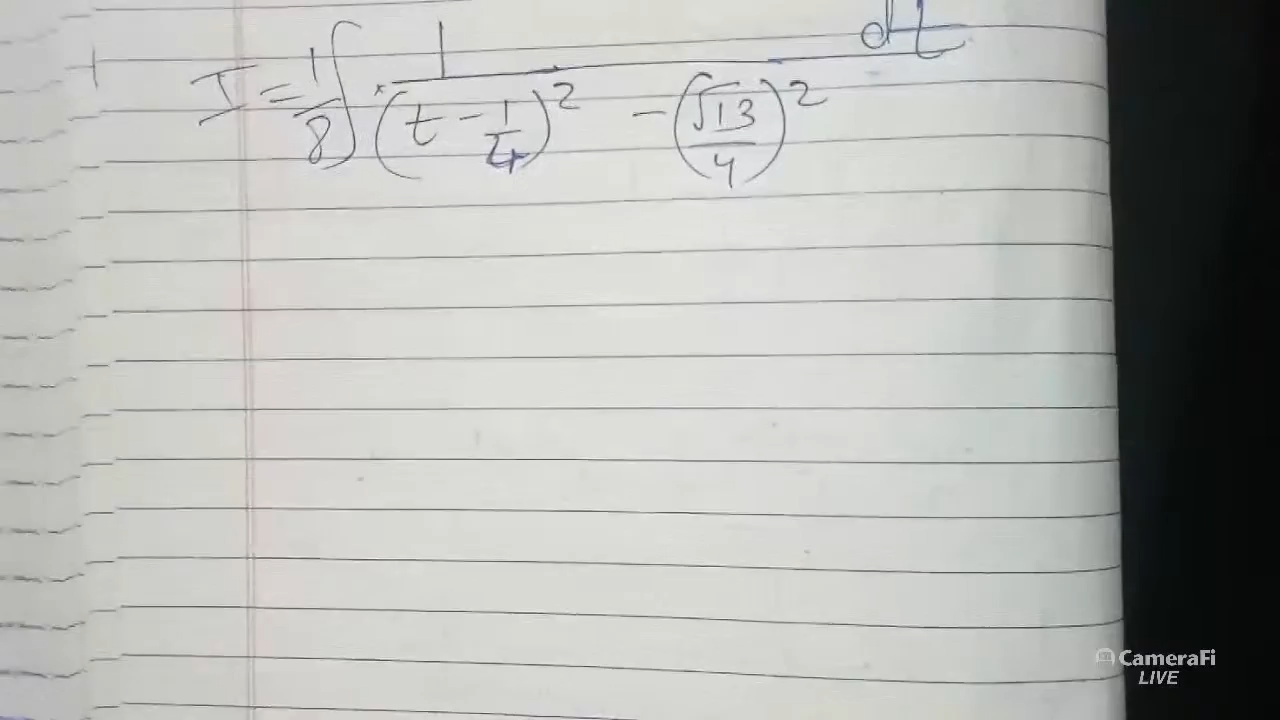 I = 1/8 ∫ 1/((t - 1/4)² - (√13/4)²) dt
CameraFi
LIVE